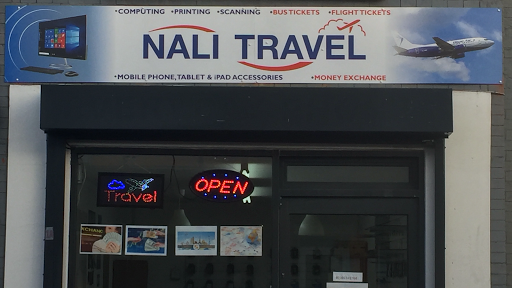 •COMPUTING •PRINTING •SCANNING •BUS TICKETS •FLIGHT TICKETS
NALI TRAVEL
•MOBILE PHONE, TABLET & iPAD ACCESSORIES •MONEY EXCHANGE
Travel
OPEN